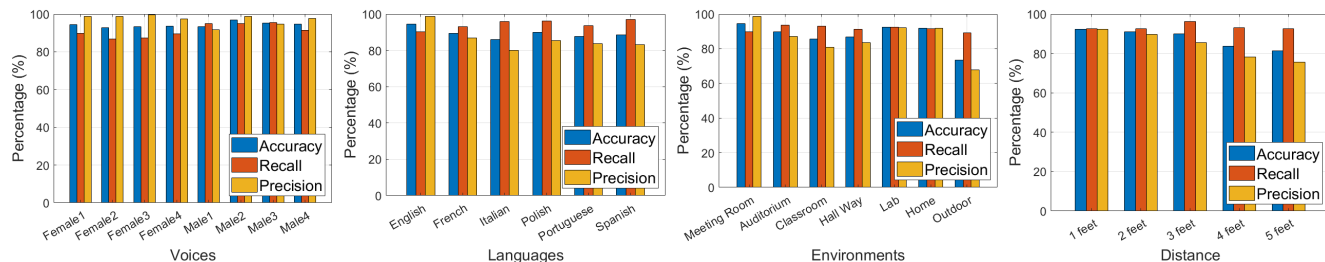 Percentage (%)
100
80
60
40
20
0
Accuracy
Recall
Precision
Female1
Female2
Female3
Female4
Male1
Male2
Male3
Male4
Voices
Percentage (%)
100
80
60
40
20
0
Accuracy
Recall
Precision
English
French
Italian
Polish
Portuguese
Spanish
Languages
Percentage (%)
100
80
60
40
20
0
Accuracy
Recall
Precision
Meeting Room
Auditorium
Classroom
Hall Way
Lab
Home
Outdoor
Environments
Percentage (%)
100
80
60
40
20
0
Accuracy
Recall
Precision
1 feet
2 feet
3 feet
4 feet
5 feet
Distance